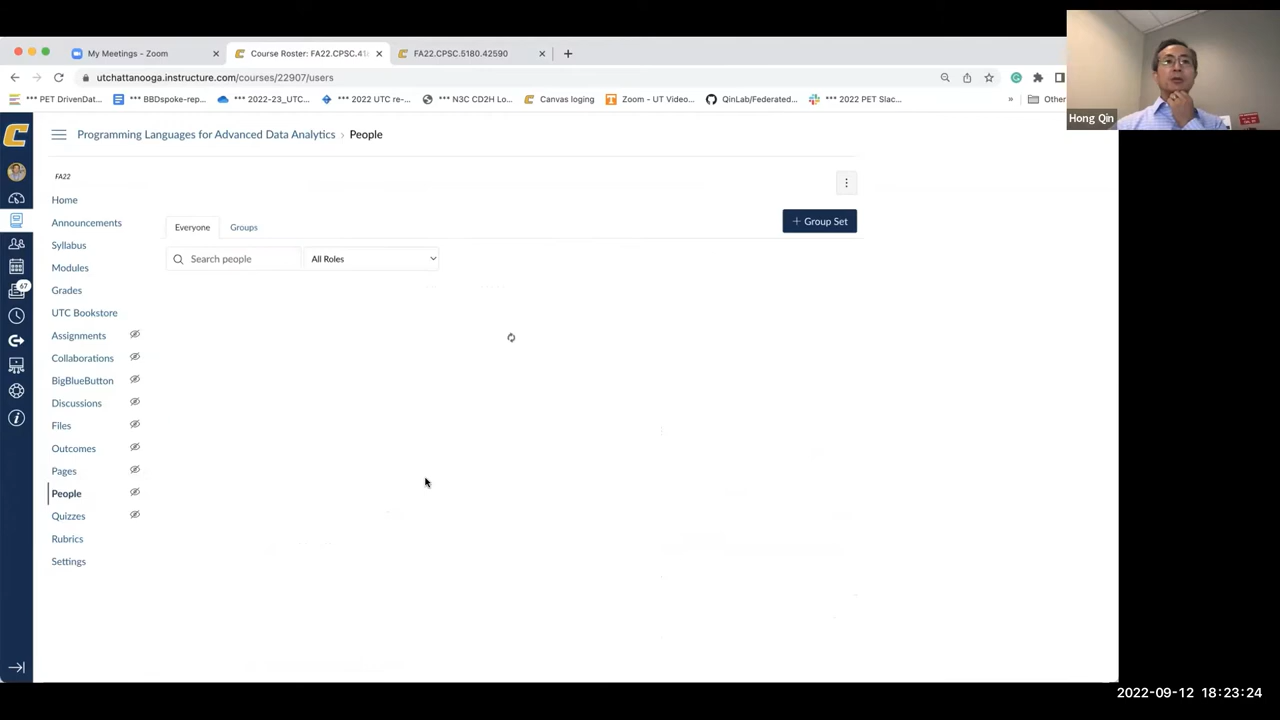 My Meetings - Zoom
Course Roster: FA22.CPSC.41
FA22.CPSC.5180.42590
utchattanooga.instructure.com/courses/22907/users
*** PET DrivenDat...
*** BBDspoke-rep...
*** 2022-23_UTC...
*** 2022 UTC re-...
*** N3C CD2H L...
Canvas loging
Zoom - UT Video...
QinLab/Federated...
*** 2022 PET Slac...
»
Other
Hong Qin
Programming Languages for Advanced Data Analytics › People
FA22
Home
Announcements
Syllabus
Modules
Grades
UTC Bookstore
Assignments
Collaborations
BigBlueButton
Discussions
Files
Outcomes
Pages
People
Quizzes
Rubrics
Settings
67
Everyone
Groups
+ Group Set
Search people
All Roles
2022-09-12 18:23:24